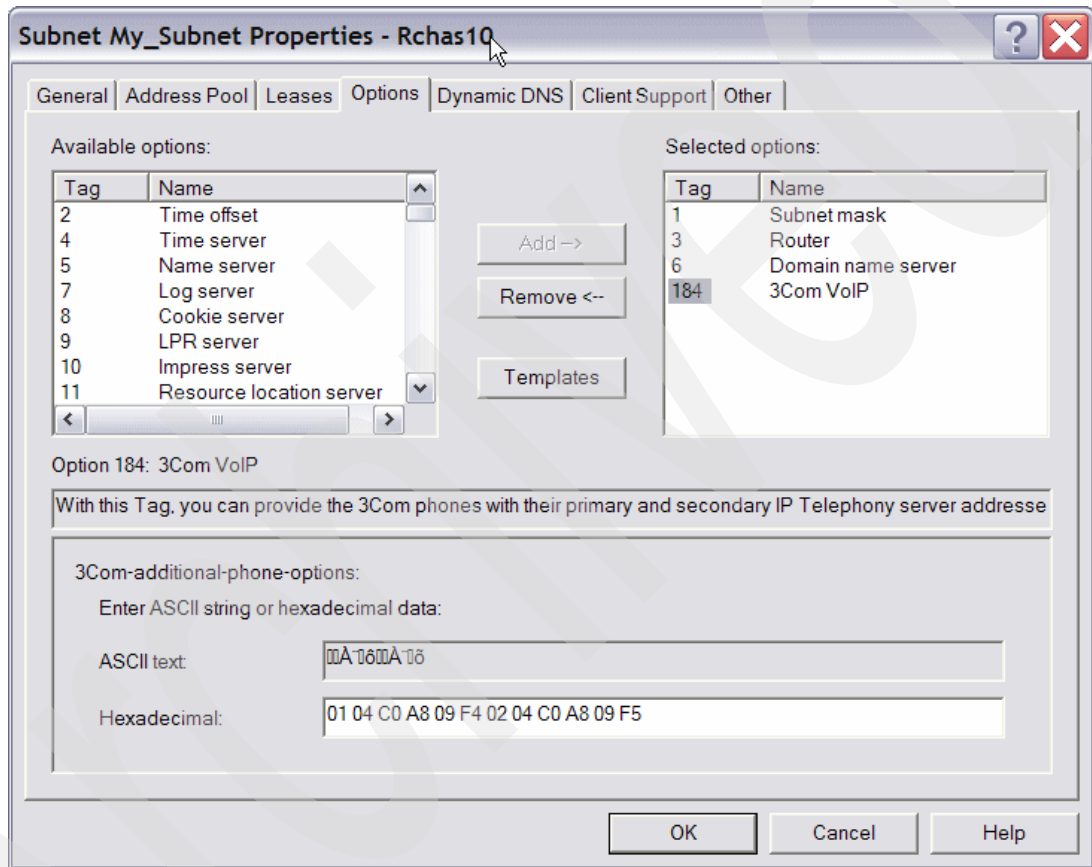 Subnet My_Subnet Properties - Rchas10
General Address Pool Leases Options Dynamic DNS Client Support Other
Available options:
Selected options:
Tag Name
2 Time offset
4 Time server
5 Name server
7 Log server
8 Cookie server
9 LPR server
10 Impress server
11 Resource location server
Add -->
Remove <--
Templates
Tag Name
1 Subnet mask
3 Router
6 Domain name server
184 3Com VoIP
Option 184: 3Com VoIP
With this Tag, you can provide the 3Com phones with their primary and secondary IP Telephony server addresse
3Com-additional-phone-options:
Enter ASCII string or hexadecimal data:
ASCII text:
Hexadecimal: 01 04 C0 A8 09 F4 02 04 C0 A8 09 F5
OK Cancel Help